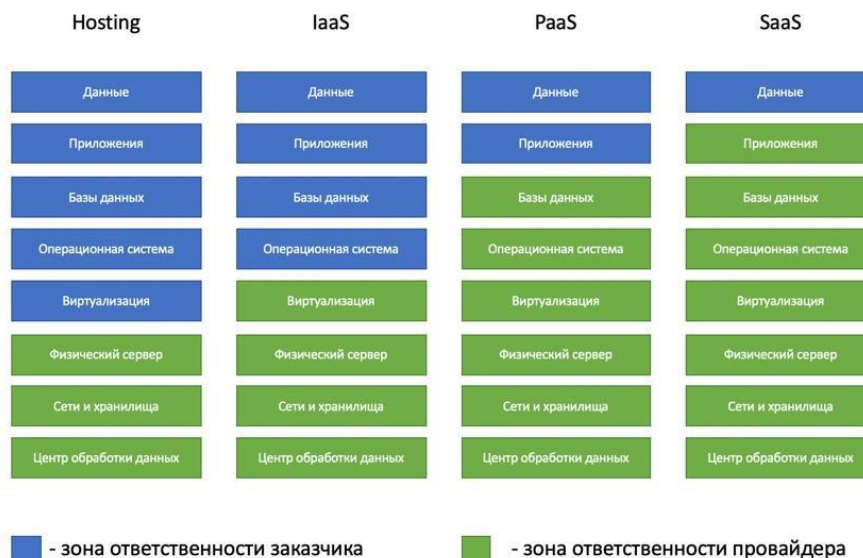 Hosting
IaaS
PaaS
SaaS
Данные
Данные
Данные
Данные
Приложения
Приложения
Приложения
Приложения
Базы данных
Базы данных
Базы данных
Базы данных
Операционная система
Операционная система
Операционная система
Операционная система
Виртуализация
Виртуализация
Виртуализация
Виртуализация
Физический сервер
Физический сервер
Физический сервер
Физический сервер
Сети и хранилища
Сети и хранилища
Сети и хранилища
Сети и хранилища
Центр обработки данных
Центр обработки данных
Центр обработки данных
Центр обработки данных
- зона ответственности заказчика
- зона ответственности провайдера